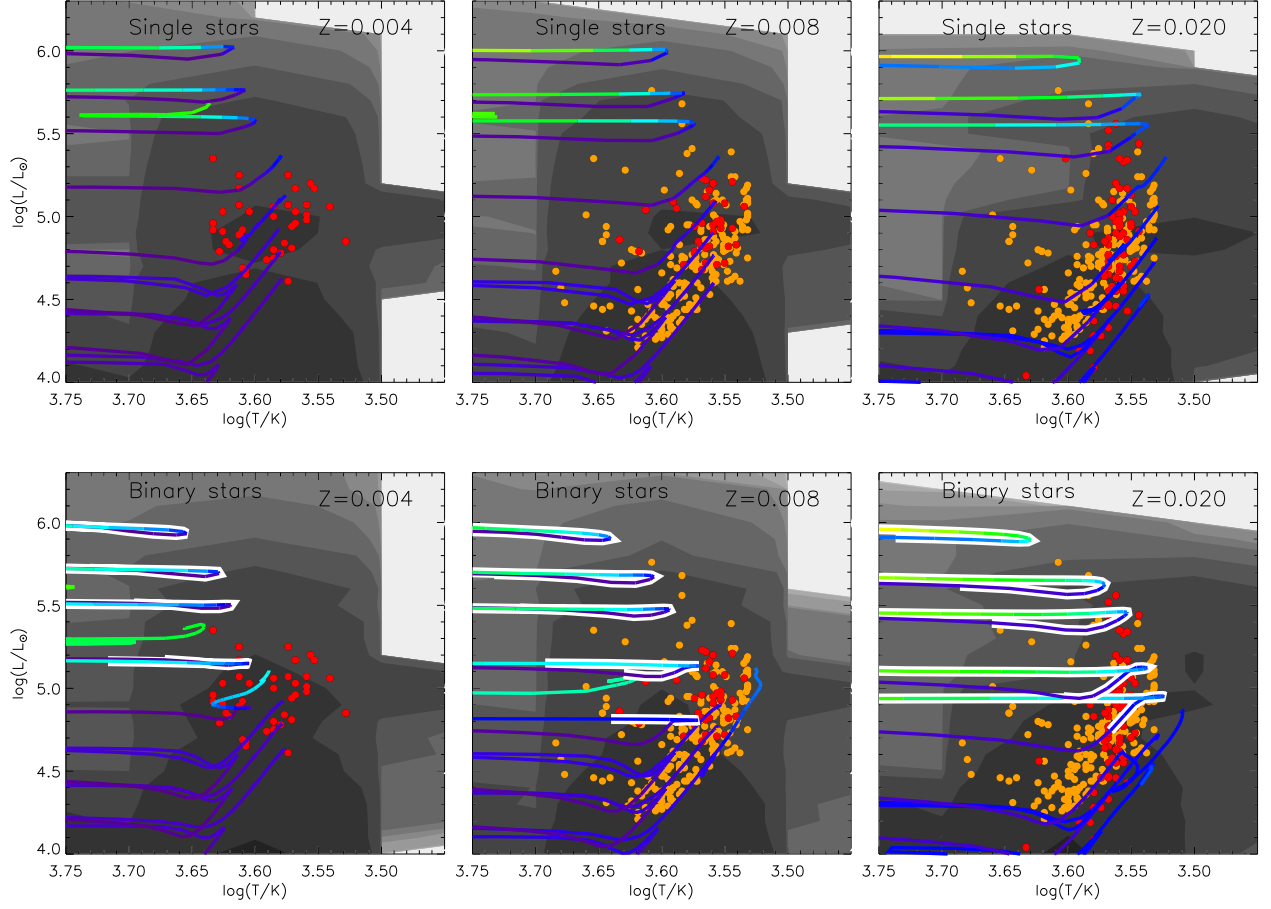 Single stars Z=0.004
Single stars Z=0.008
Single stars Z=0.020
6.0
5.5
5.0
4.5
4.0
log(L/L⊙)
3.75 3.70 3.65 3.60 3.55 3.50
3.75 3.70 3.65 3.60 3.55 3.50
3.75 3.70 3.65 3.60 3.55 3.50
log(T/K)
log(T/K)
log(T/K)
Binary stars Z=0.004
Binary stars Z=0.008
Binary stars Z=0.020
6.0
5.5
5.0
4.5
4.0
log(L/L⊙)
3.75 3.70 3.65 3.60 3.55 3.50
3.75 3.70 3.65 3.60 3.55 3.50
3.75 3.70 3.65 3.60 3.55 3.50
log(T/K)
log(T/K)
log(T/K)